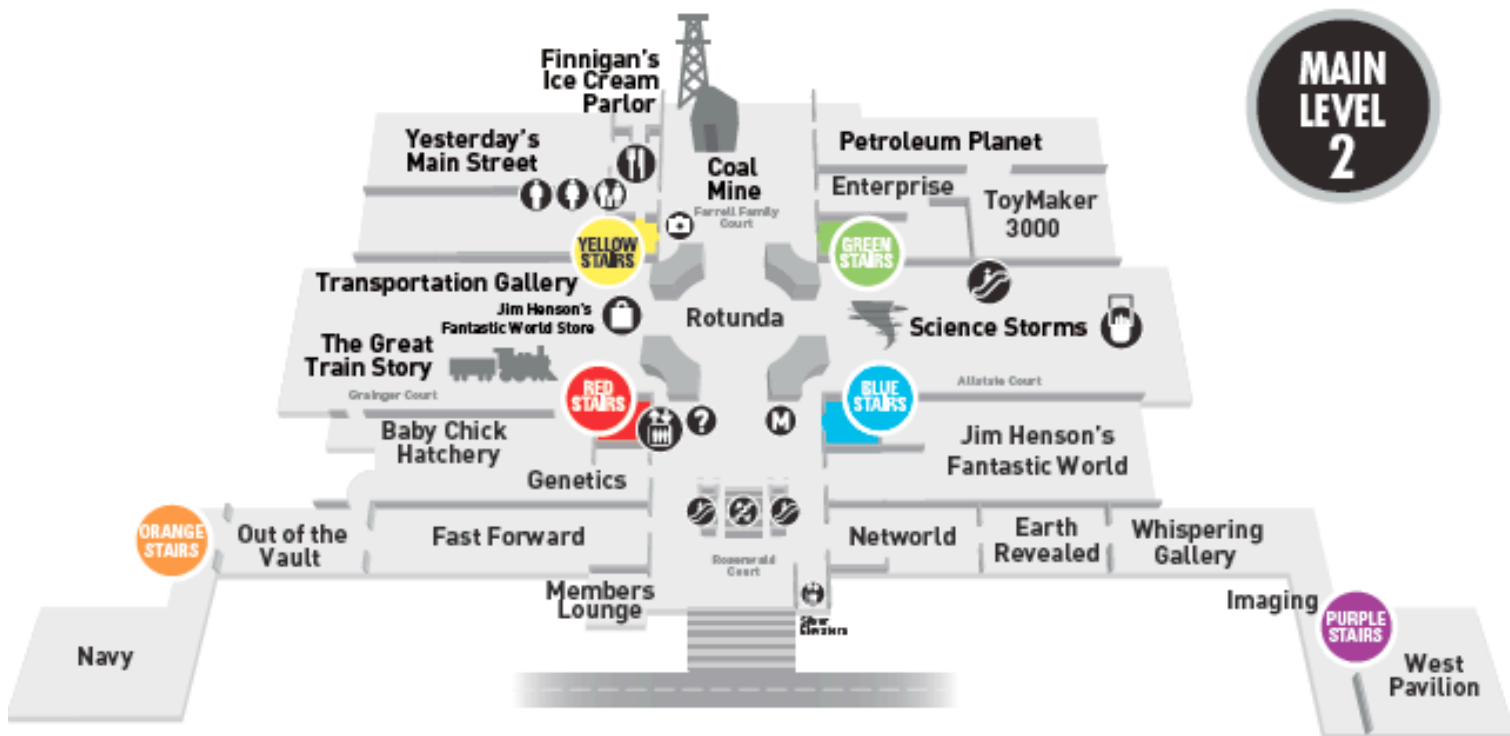 MAIN
LEVEL
2
Finnigan's
Ice Cream
Parlor
Yesterday's
Main Street
Coal
Mine
Farrell Family
Court
Petroleum Planet
Enterprise
ToyMaker
3000
YELLOW
STAIRS
GREEN
STAIRS
Transportation Gallery
Jim Henson's
Fantastic World Store
Rotunda
Science Storms
The Great
Train Story
Grainger Court
RED
STAIRS
?
M
BLUE
STAIRS
Allstate Court
Baby Chick
Hatchery
Genetics
Jim Henson's
Fantastic World
ORANGE
STAIRS
Out of the
Vault
Fast Forward
Rosenwald
Court
Networld
Earth
Revealed
Whispering
Gallery
Members
Lounge
Silver
Elevators
Imaging
PURPLE
STAIRS
Navy
West
Pavilion